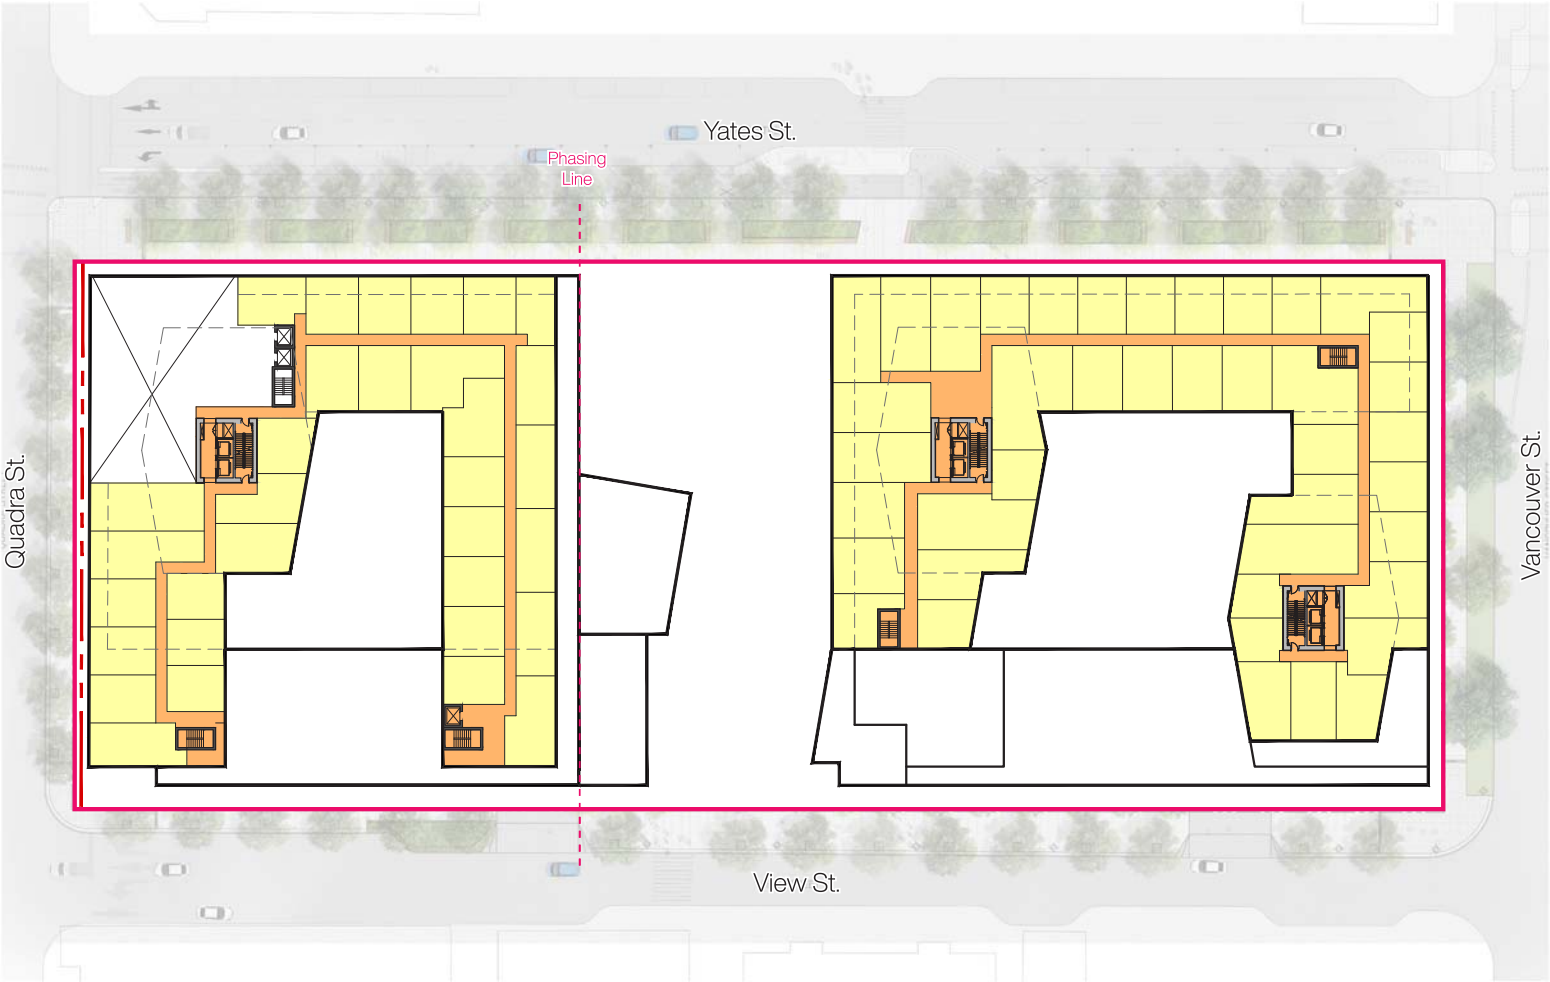 Yates St.
Phasing
Line
Quadra St.
Vancouver St.
View St.